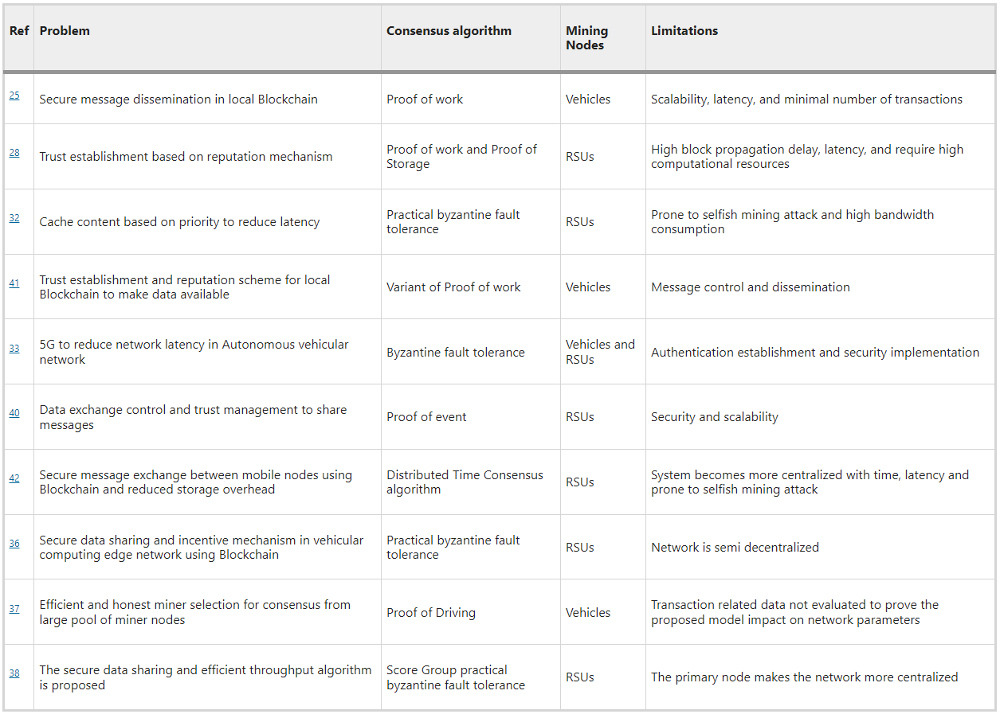 Ref Problem Consensus algorithm Mining Nodes Limitations
25 Secure message dissemination in local Blockchain Proof of work Vehicles Scalability, latency, and minimal number of transactions
28 Trust establishment based on reputation mechanism Proof of work and Proof of Storage RSUs High block propagation delay, latency, and require high computational resources
32 Cache content based on priority to reduce latency Practical byzantine fault tolerance RSUs Prone to selfish mining attack and high bandwidth consumption
41 Trust establishment and reputation scheme for local Blockchain to make data available Variant of Proof of work Vehicles Message control and dissemination
33 5G to reduce network latency in Autonomous vehicular network Byzantine fault tolerance Vehicles and RSUs Authentication establishment and security implementation
40 Data exchange control and trust management to share messages Proof of event RSUs Security and scalability
42 Secure message exchange between mobile nodes using Blockchain and reduced storage overhead Distributed Time Consensus algorithm RSUs System becomes more centralized with time, latency and prone to selfish mining attack
36 Secure data sharing and incentive mechanism in vehicular computing edge network using Blockchain Practical byzantine fault tolerance RSUs Network is semi decentralized
37 Efficient and honest miner selection for consensus from large pool of miner nodes Proof of Driving Vehicles Transaction related data not evaluated to prove the proposed model impact on network parameters
38 The secure data sharing and efficient throughput algorithm is proposed Score Group practical byzantine fault tolerance RSUs The primary node makes the network more centralized